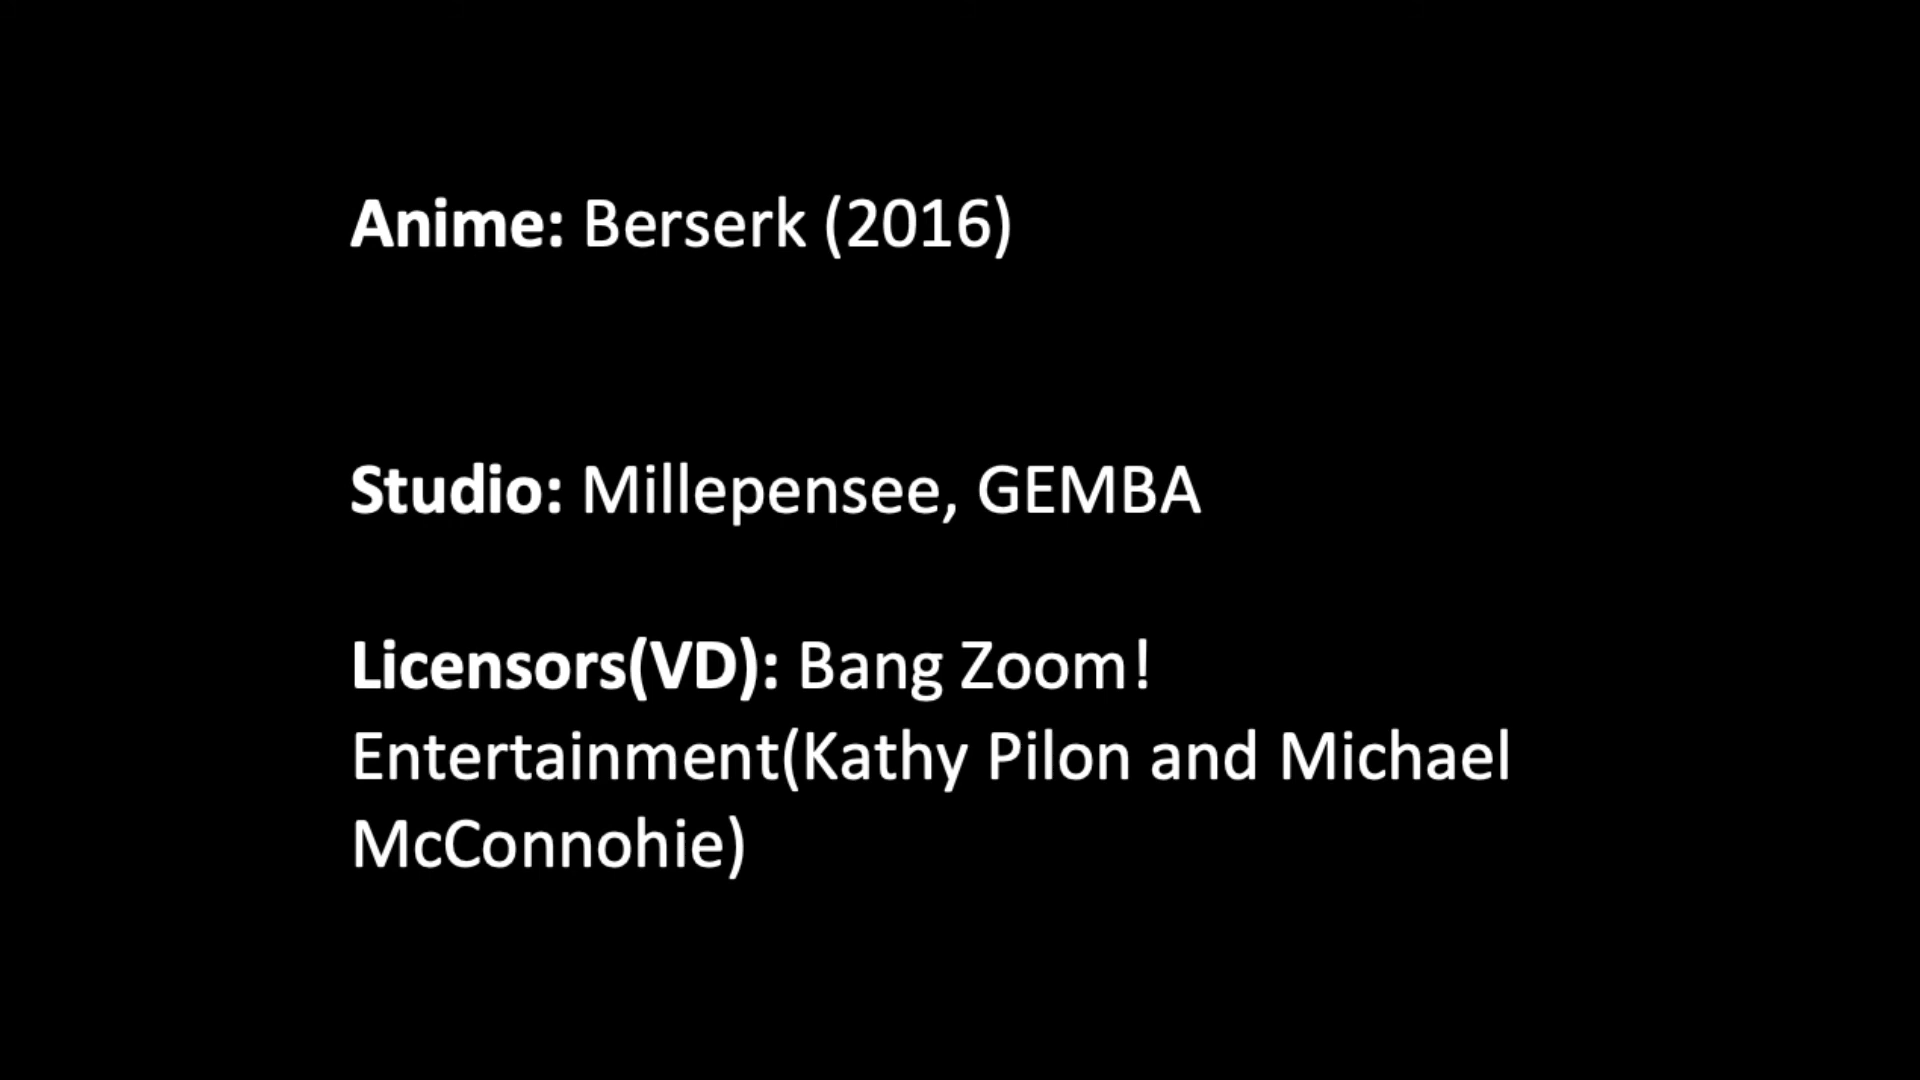 Anime: Berserk (2016)
Studio: Millepensee, GEMBA
Licensors(VD): Bang Zoom!
Entertainment(Kathy Pilon and Michael
McConnohie)